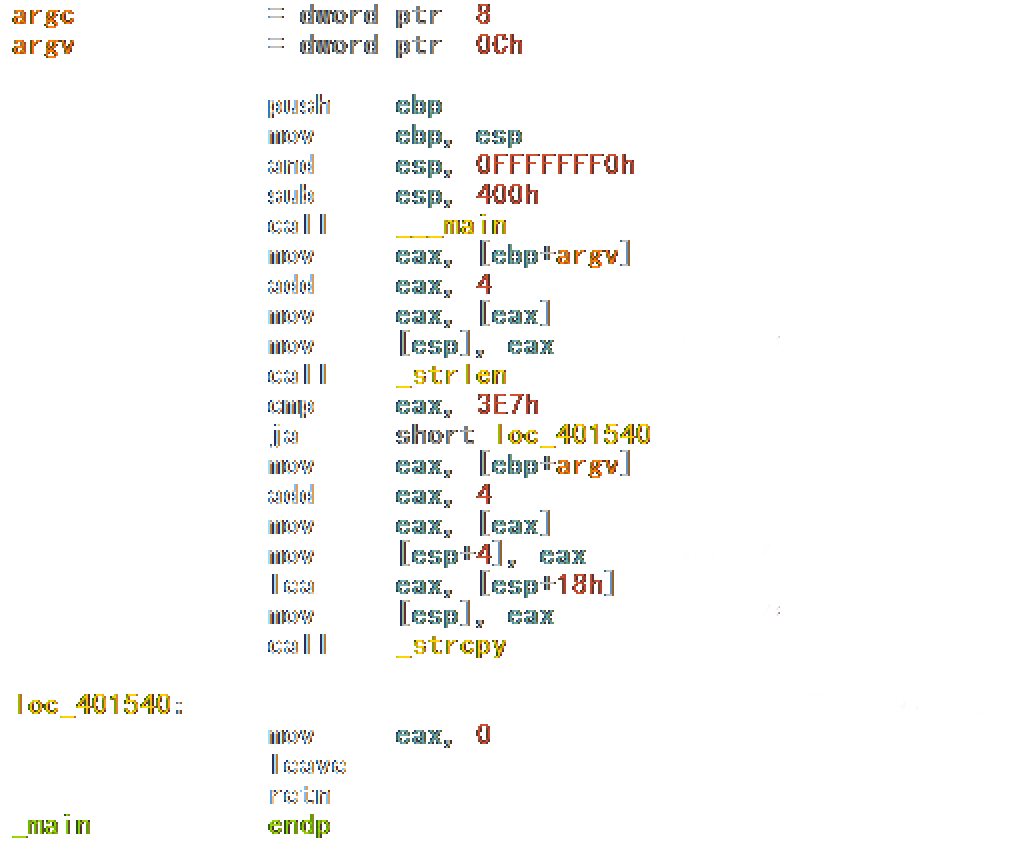 argc = dword ptr 8
argv = dword ptr 0Ch
push ebp
mov ebp, esp
and esp, 0FFFFFFF0h
sub esp, 400h
call ___main
mov eax, [ebp+argv]
add eax, 4
mov eax, [eax]
mov [esp], eax
call _strlen
cmp eax, 3E7h
ja short loc_401540
mov eax, [ebp+argv]
add eax, 4
mov eax, [eax]
mov [esp+4], eax
lea eax, [esp+18h]
mov [esp], eax
call _strcpy
loc_401540:
mov eax, 0
leave
retn
_main endp